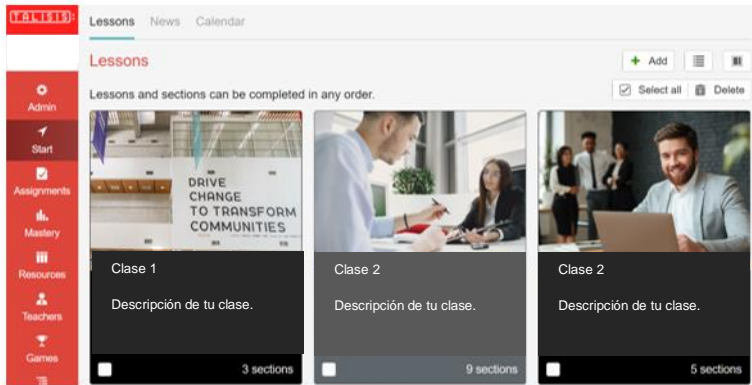 TALISIS:
Lessons News Calendar
Lessons
+ Add
Lessons and sections can be completed in any order.
Select all Delete
Admin
Start
Assignments
Mastery
Resources
Teachers
Games
DRIVE
CHANGE
TO TRANSFORM
COMMUNITIES
Clase 1
Descripción de tu clase.
3 sections
Clase 2
Descripción de tu clase.
9 sections
Clase 2
Descripción de tu clase.
5 sections